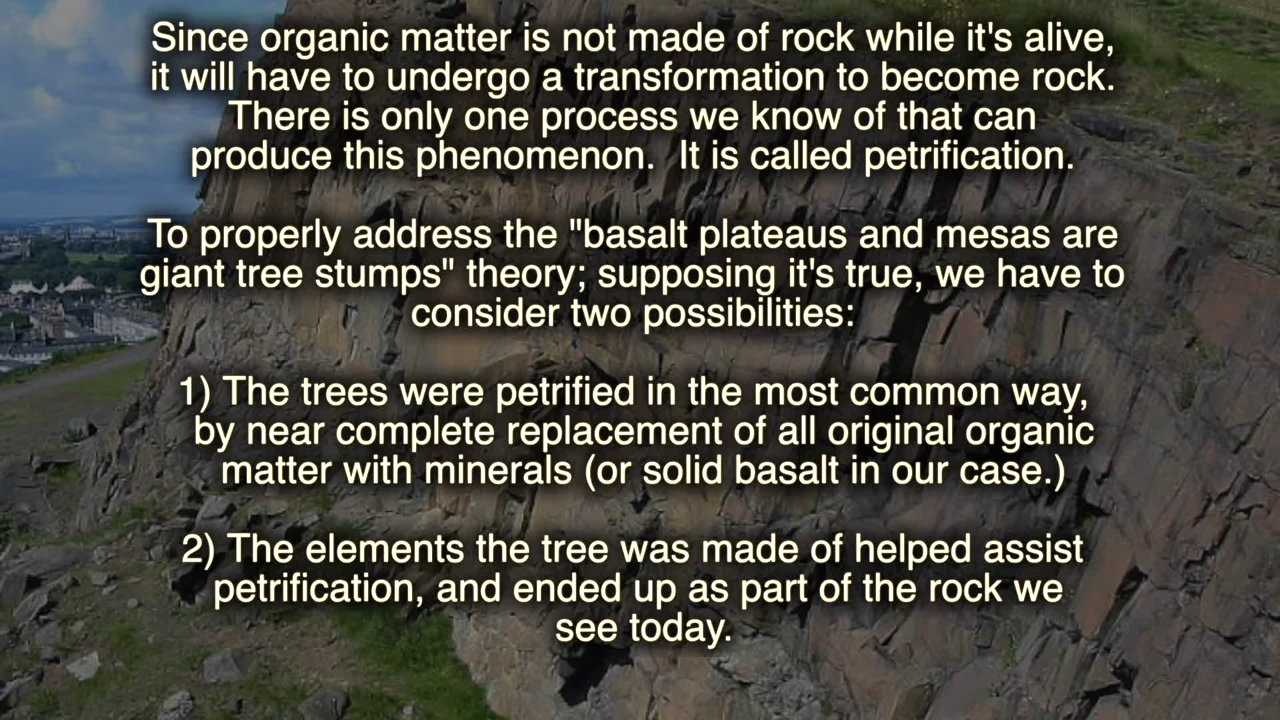 Since organic matter is not made of rock while it's alive,
it will have to undergo a transformation to become rock.
There is only one process we know of that can
produce this phenomenon.  It is called petrification.
To properly address the "basalt plateaus and mesas are
giant tree stumps" theory; supposing it's true, we have to
consider two possibilities:
1) The trees were petrified in the most common way,
by near complete replacement of all original organic
matter with minerals (or solid basalt in our case.)
2) The elements the tree was made of helped assist
petrification, and ended up as part of the rock we
see today.